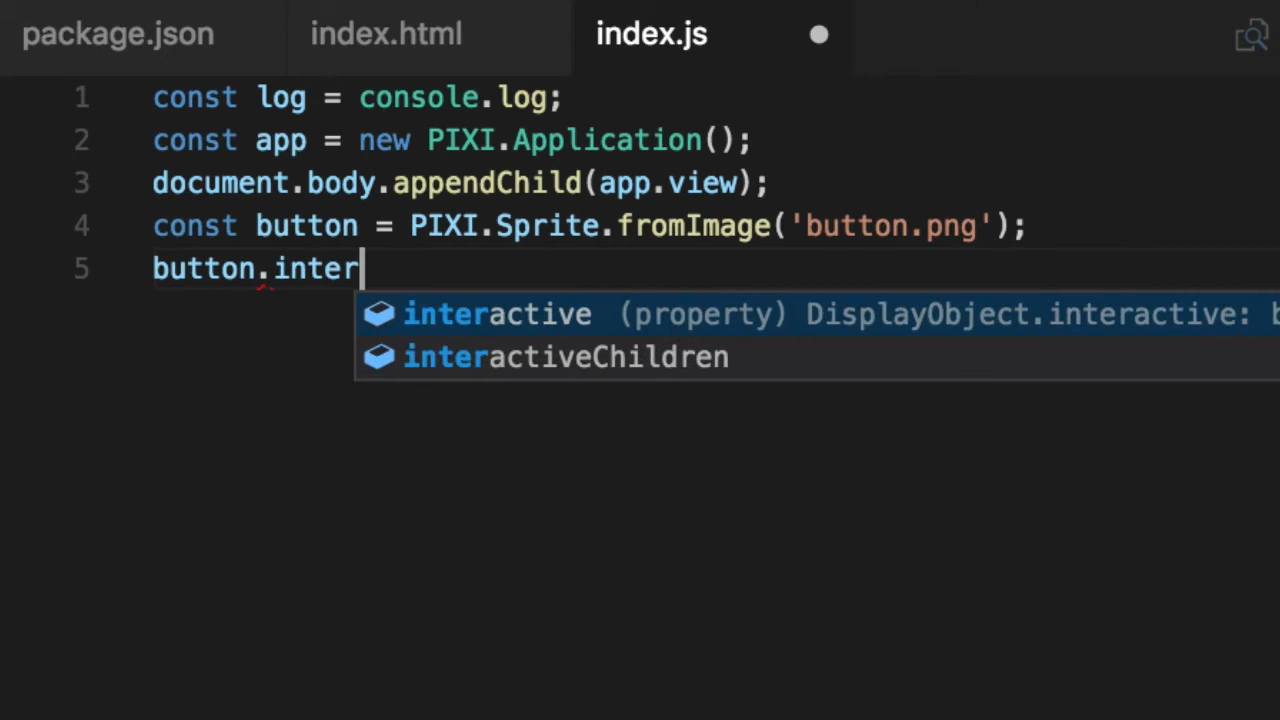 package.json index.html index.js
1 const log = console.log;
2 const app = new PIXI.Application();
3 document.body.appendChild(app.view);
4 const button = PIXI.Sprite.fromImage('button.png');
5 button.inter
interactive (property) DisplayObject.interactive: b
interactiveChildren